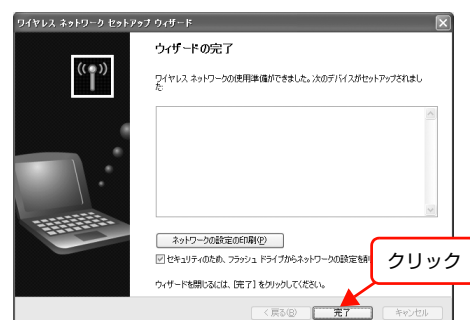 ワイヤレス ネットワーク セットアップ ウィザード
ウィザードの完了
ワイヤレス ネットワークの使用準備ができました。次のデバイスがセットアップされまし
た:
ネットワークの設定の印刷(P)
セキュリティのため、フラッシュ ドライブからネットワークの設定を削
クリック
ウィザードを閉じるには、[完了] をクリックしてください。
< 戻る(B)
完了
キャンセル